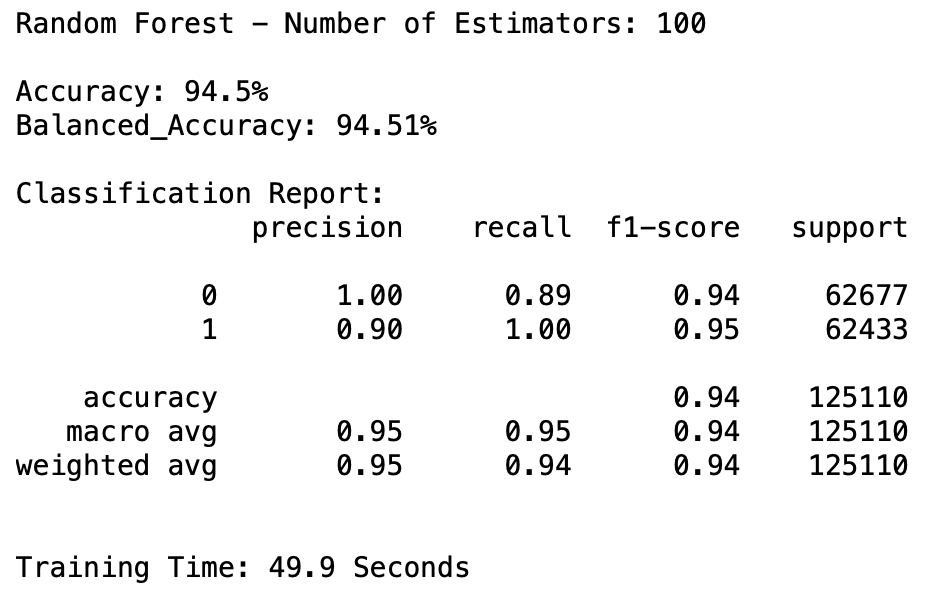 Random Forest – Number of Estimators: 100
Accuracy: 94.5%
Balanced_Accuracy: 94.51%
Classification Report:
precision recall f1-score support
0 1.00 0.89 0.94 62677
1 0.90 1.00 0.95 62433
accuracy 0.94 125110
macro avg 0.95 0.95 0.94 125110
weighted avg 0.95 0.94 0.94 125110
Training Time: 49.9 Seconds